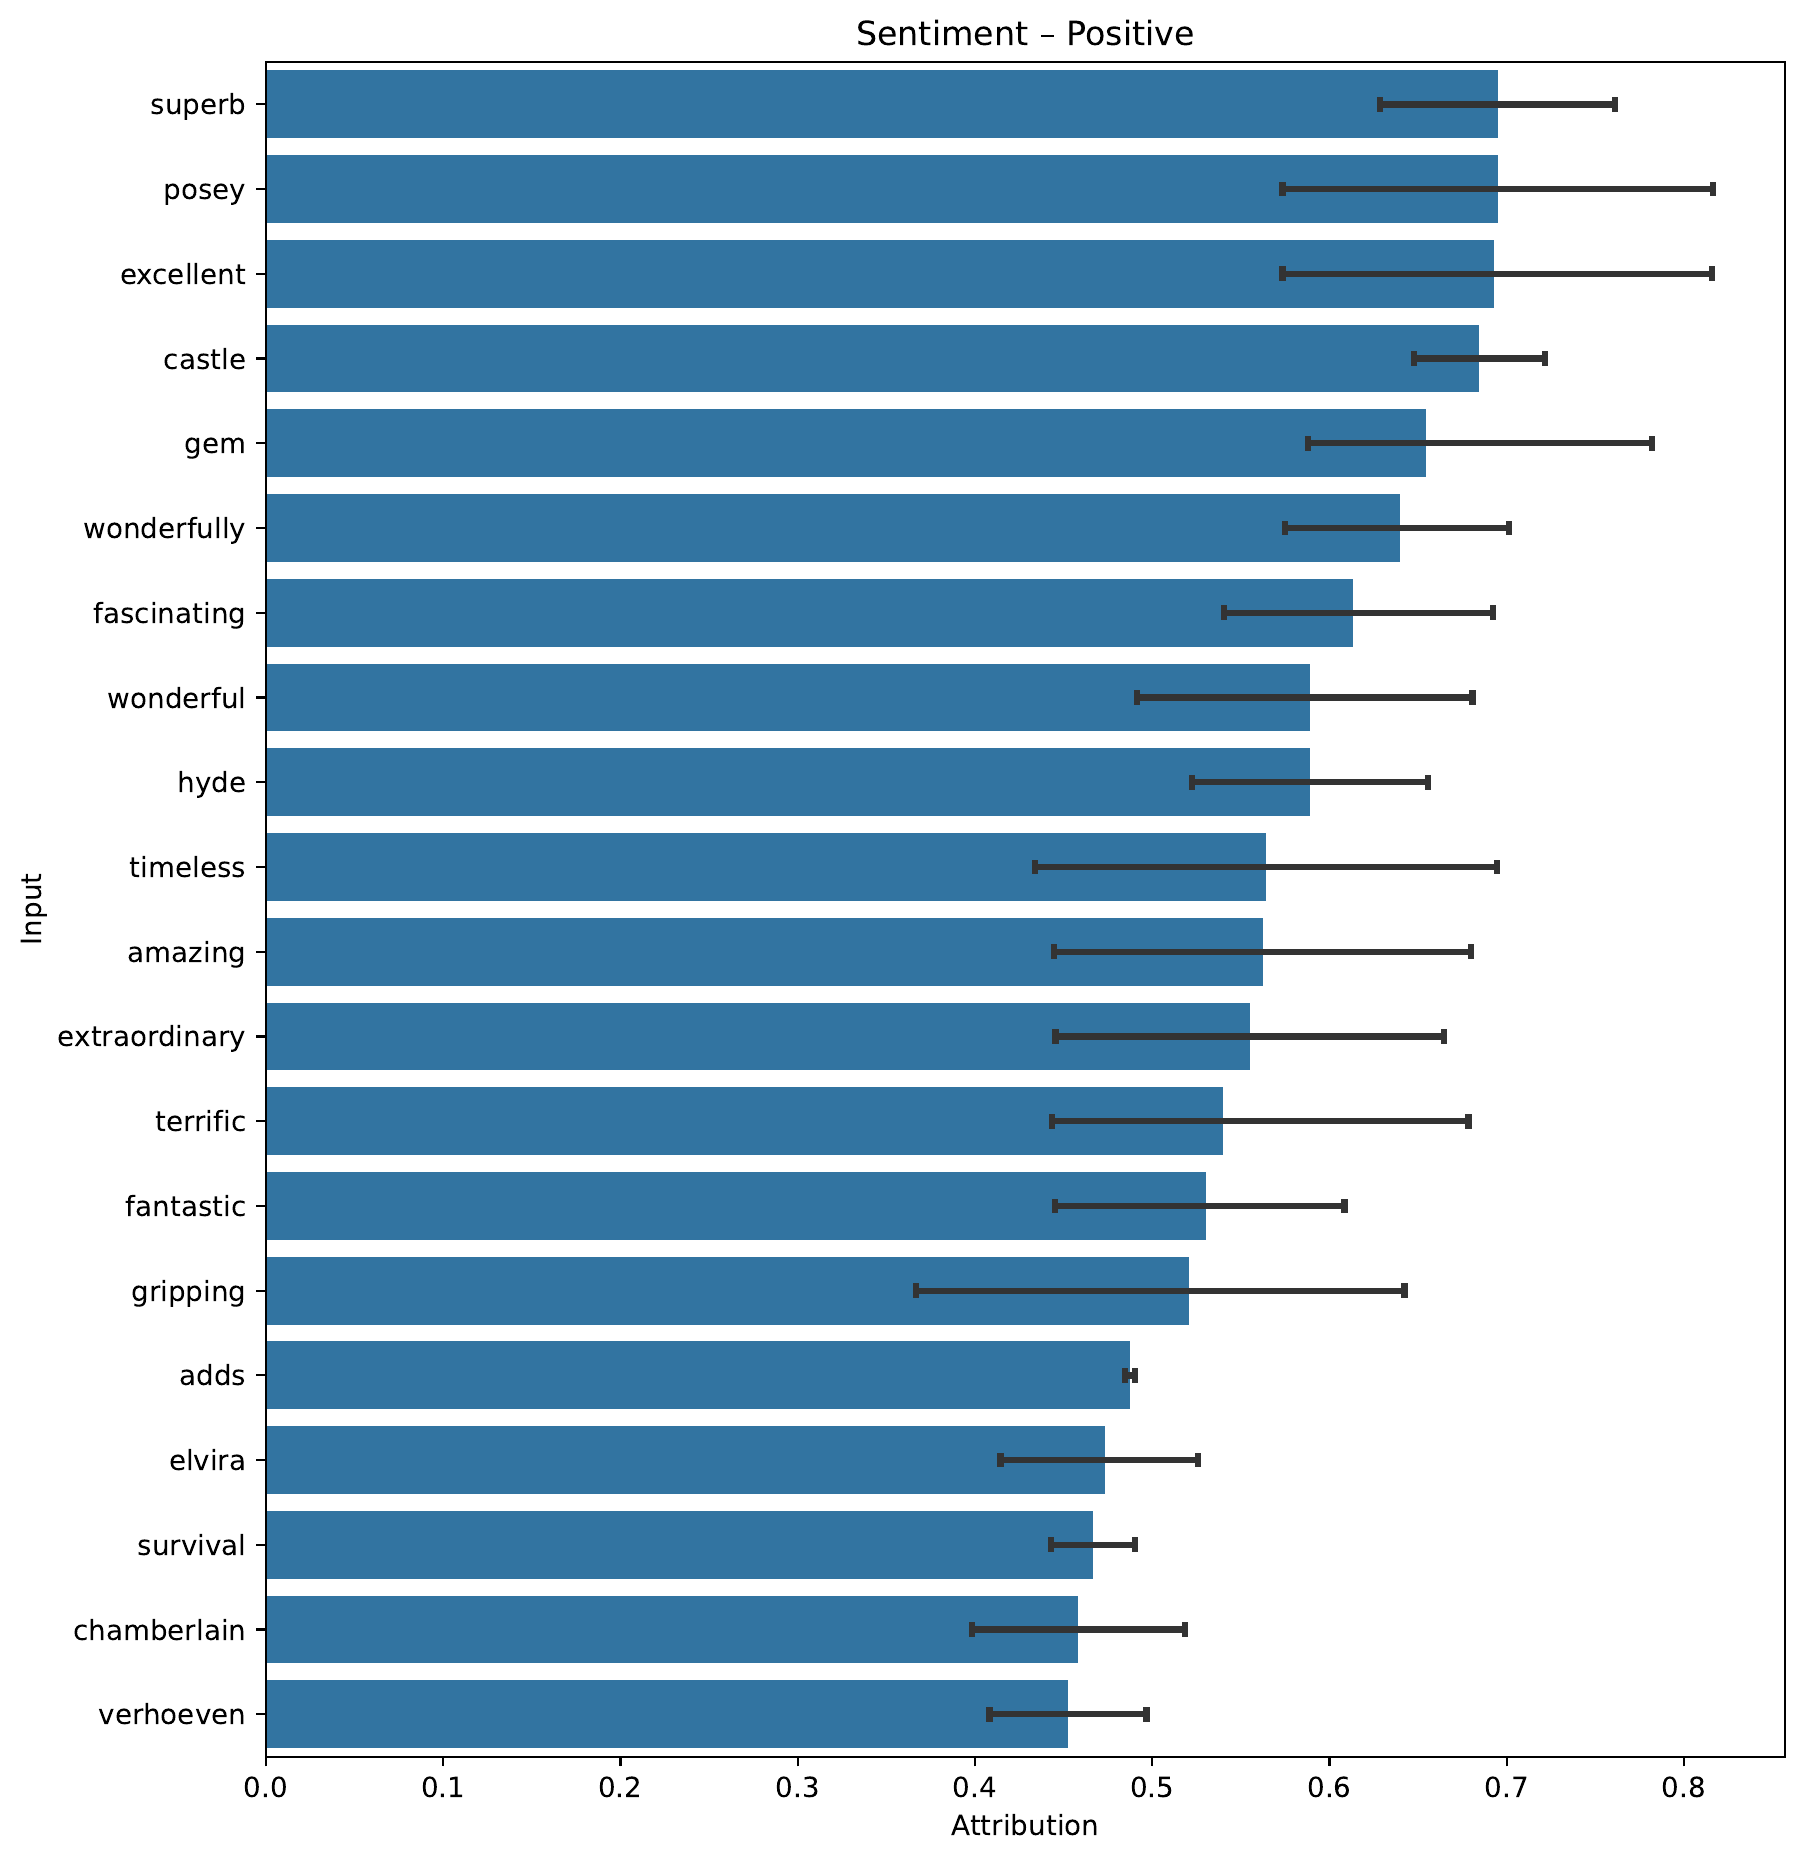 Sentiment – Positive
superb
posey
excellent
castle
gem
wonderfully
fascinating
wonderful
hyde
timeless
amazing
extraordinary
terrific
fantastic
gripping
adds
elvira
survival
chamberlain
verhoeven
Input
0.0 0.1 0.2 0.3 0.4 0.5 0.6 0.7 0.8
Attribution